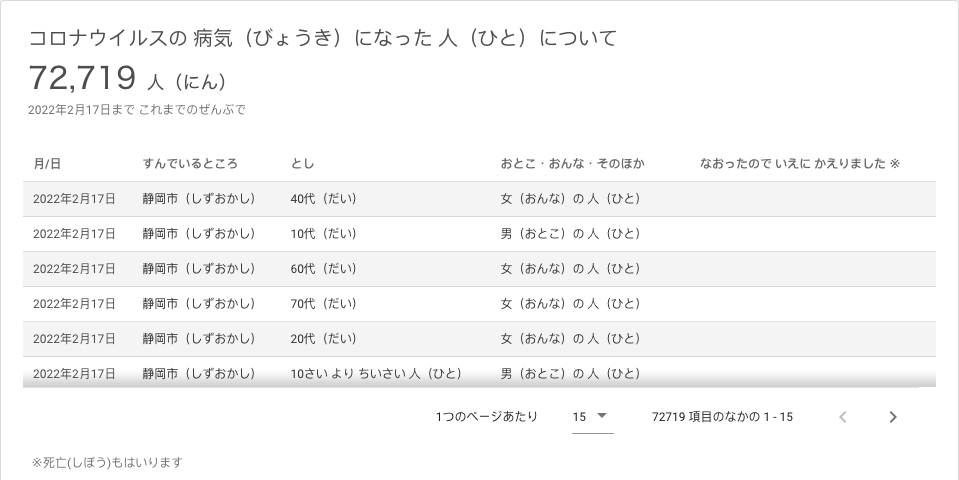 コロナウイルスの 病気（びょうき）になった 人（ひと）について
72,719 人（にん）
2022年2月17日まで これまでのぜんぶで
月/日 すんでいるところ とし おとこ・おんな・そのほか なおったので いえに かえりました ※
2022年2月17日 静岡市（しずおかし） 40代（だい） 女（おんな）の 人（ひと）
2022年2月17日 静岡市（しずおかし） 10代（だい） 男（おとこ）の 人（ひと）
2022年2月17日 静岡市（しずおかし） 60代（だい） 女（おんな）の 人（ひと）
2022年2月17日 静岡市（しずおかし） 70代（だい） 女（おんな）の 人（ひと）
2022年2月17日 静岡市（しずおかし） 20代（だい） 女（おんな）の 人（ひと）
2022年2月17日 静岡市（しずおかし） 10さい より ちいさい 人（ひと） 男（おとこ）の 人（ひと）
1つのページあたり 15 72719 項目のなかの 1 - 15
※死亡(しぼう)もはいります